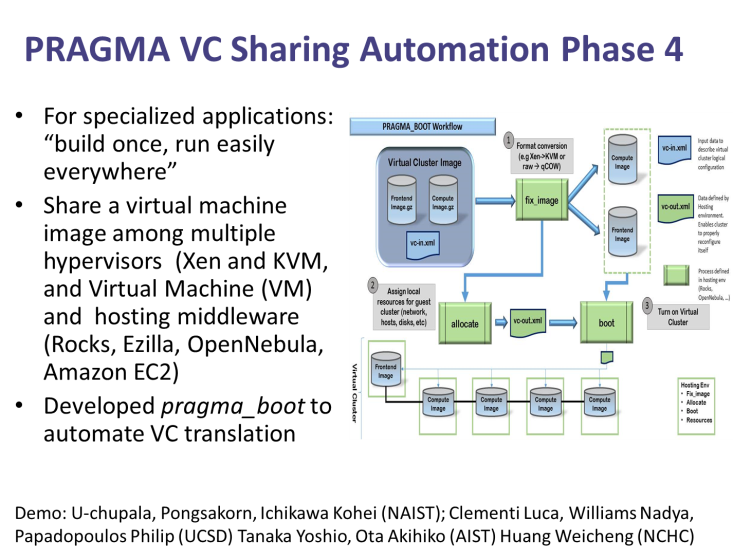 PRAGMA VC Sharing Automation Phase 4
• For specialized applications:
“build once, run easily
everywhere”
• Share a virtual machine
image among multiple
hypervisors (Xen and KVM,
and Virtual Machine (VM)
and hosting middleware
(Rocks, Ezilla, OpenNebula,
Amazon EC2)
• Developed pragma_boot to
automate VC translation
PRAGMA_BOOT Workflow
Virtual Cluster Image
Frontend
Image.gz
Compute
Image.gz
vc-in.xml
1
Format conversion
(e.g Xen->KVM or
raw → qCOW)
fix_image
Compute
Image
Frontend
Image
vc-in.xml
Input data to
describe virtual
cluster logical
configuration
vc-out.xml
Data defined by
Hosting
environment.
Enables cluster
to properly
reconfigure
itself
Process defined
in hosting env
(Rocks,
OpenNebula, ...)
2
Assign local
resources for guest
cluster (network,
hosts, disks, etc)
allocate
vc-out.xml
boot
3
Turn on Virtual
Cluster
Virtual Cluster
Frontend
Image
Compute
Image
Compute
Image
Compute
Image
Compute
Image
Hosting Env
• Fix_image
• Allocate
• Boot
• Resources
Demo: U-chupala, Pongsakorn, Ichikawa Kohei (NAIST); Clementi Luca, Williams Nadya,
Papadopoulos Philip (UCSD) Tanaka Yoshio, Ota Akihiko (AIST) Huang Weicheng (NCHC)